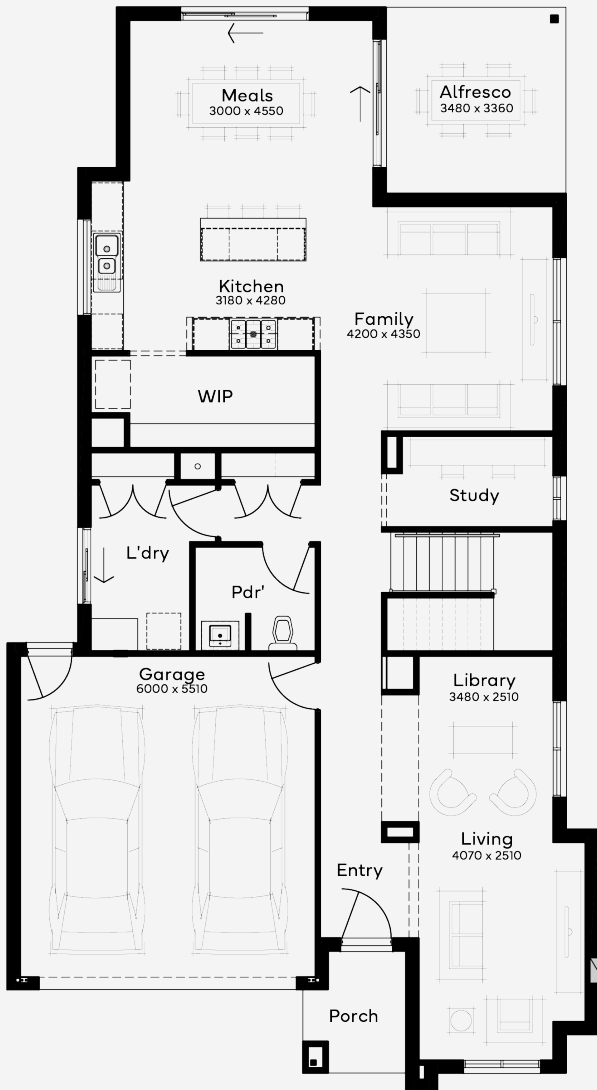 Meals
3000 x 4550
Alfresco
3480 x 3360
Kitchen
3180 x 4280
Family
4200 x 4350
WIP
Study
L'dry
Pdr'
Garage
6000 x 5510
Library
3480 x 2510
Living
4070 x 2510
Entry
Porch